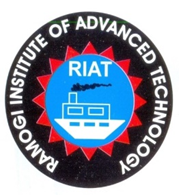 RAMOGI INSTITUTE OF ADVANCED TECHNOLOGY
RIAT